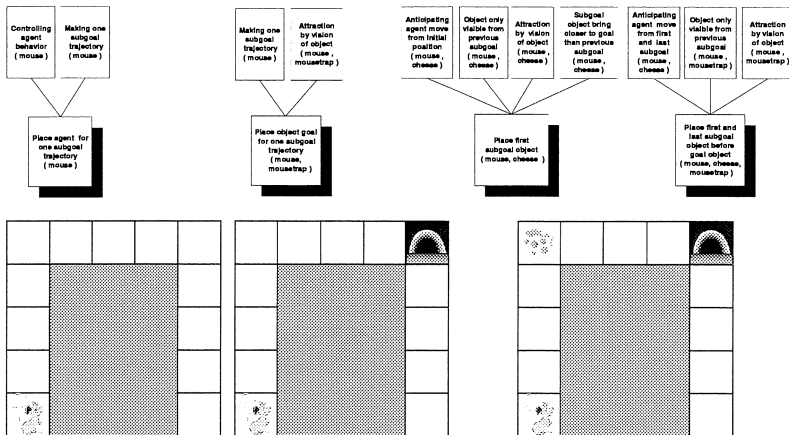 Controlling
agent
behavior
( mouse )
Making one
subgoal
trajectory
( mouse )
Making one
subgoal
trajectory
( mouse )
Attraction
by vision
of object
( mouse ,
mousetrap )
Anticipating
agent move
from initial
position
( mouse ,
cheese )
Object only
visible from
previous
subgoal
( mouse ,
cheese )
Attraction
by vision
of object
( mouse ,
cheese )
Subgoal
object bring
closer to goal
than previous
subgoal
( mouse ,
cheese )
Anticipating
agent move
from first
and last
subgoal
( mouse,
cheese )
Object only
visible from
previous
subgoal
( mouse ,
mousetrap )
Attraction
by vision
of object
( mouse ,
mousetrap )
Place agent for
one subgoal
trajectory
( mouse )
Place object goal
for one subgoal
trajectory
( mouse,
mousetrap )
Place first
subgoal object
(mouse, cheese )
Place first and
last subgoal
object before
goal object
( mouse, cheese,
mousetrap )